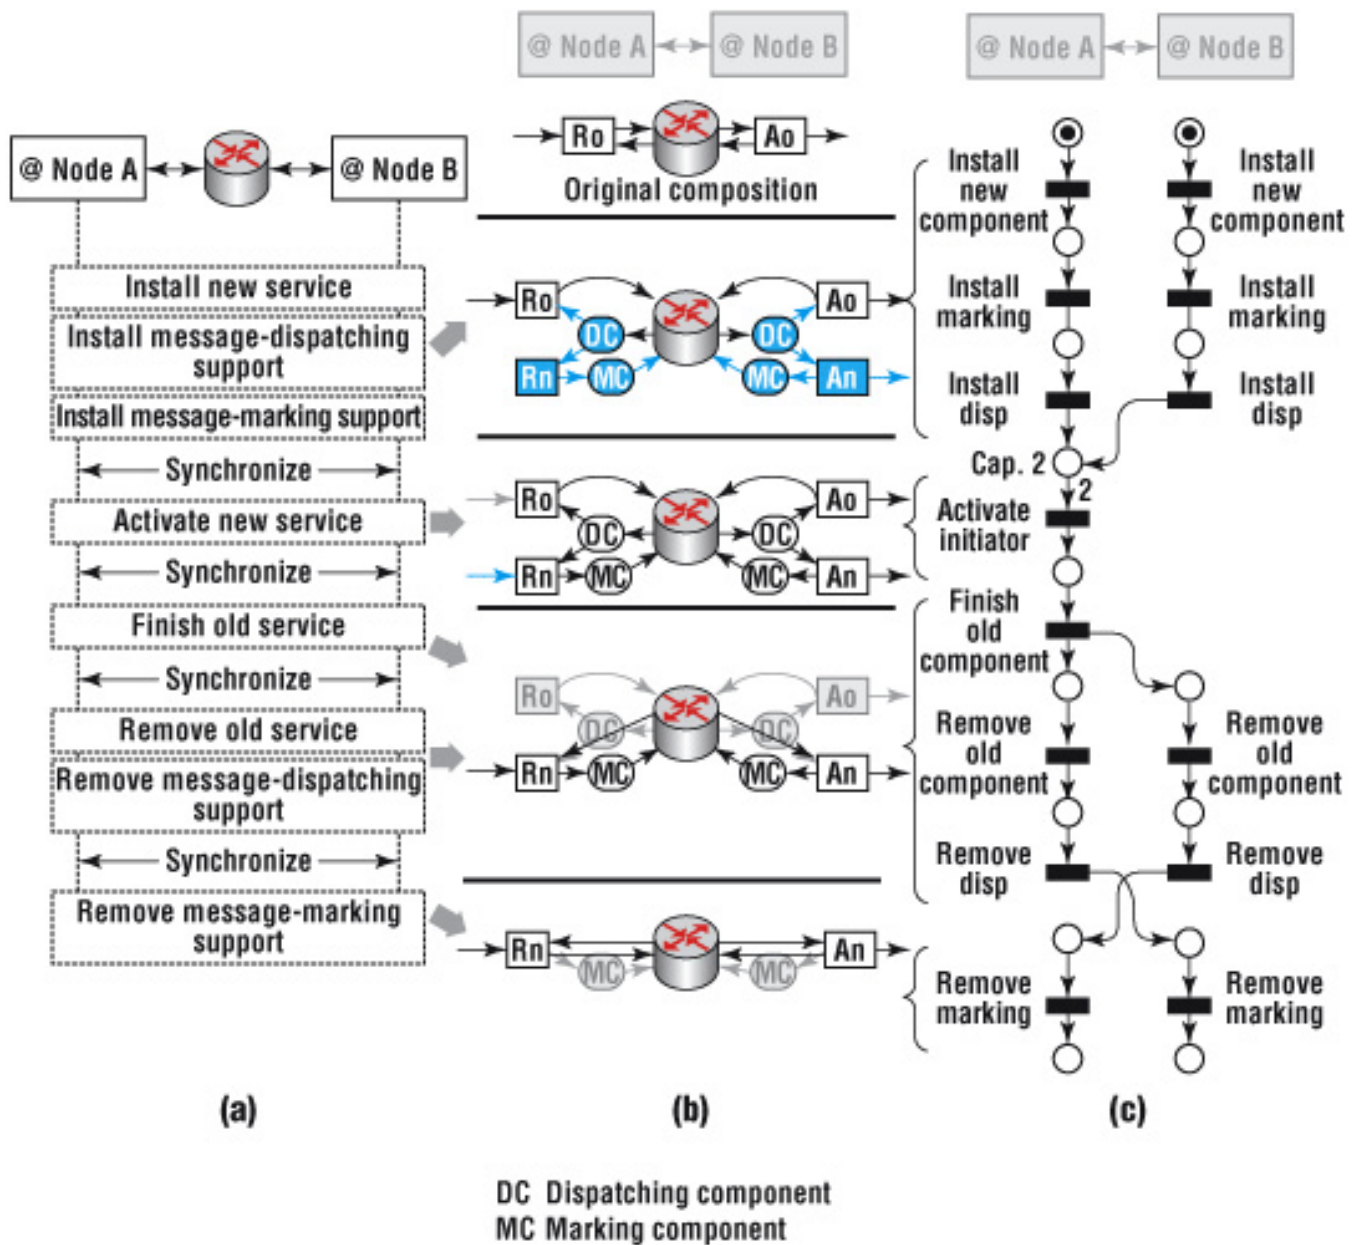 @ Node A
@ Node B
Install new service
Install message-dispatching
support
Install message-marking support
Synchronize
Activate new service
Synchronize
Finish old service
Synchronize
Remove old service
Remove message-dispatching
support
Synchronize
Remove message-marking
support
(a)
@ Node A
@ Node B
Ro
Ao
Original composition
Ro
Ao
DC
DC
Rn
MC
MC
An
Ro
Ao
DC
DC
Rn
MC
MC
An
Ro
Ao
DC
DC
Rn
MC
MC
An
Rn
An
MC
MC
(b)
@ Node A
@ Node B
Install
new
component
Install
new
component
Install
marking
Install
marking
Install
disp
Install
disp
Cap. 2
2
Activate
initiator
Finish
old
component
Remove
old
component
Remove
old
component
Remove
disp
Remove
disp
Remove
marking
Remove
marking
(c)
DC Dispatching component
MC Marking component